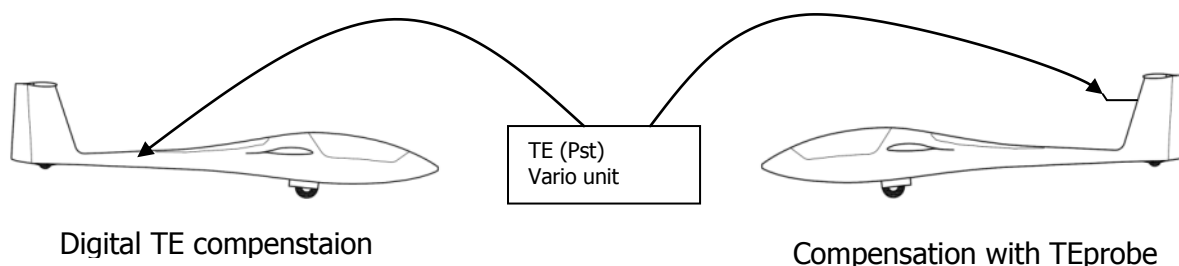 TE (Pst)
Vario unit
Digital TE compenstaion
Compensation with TEprobe